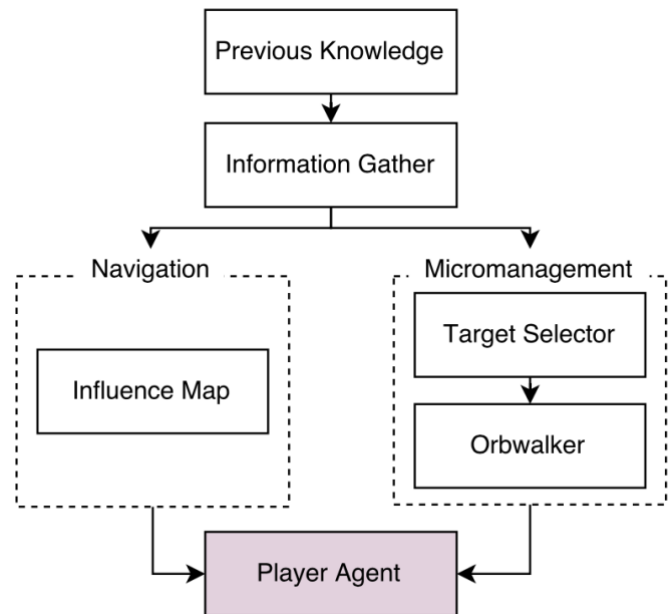 Previous Knowledge
Information Gather
Navigation
Influence Map
Micromanagement
Target Selector
Orbwalker
Player Agent